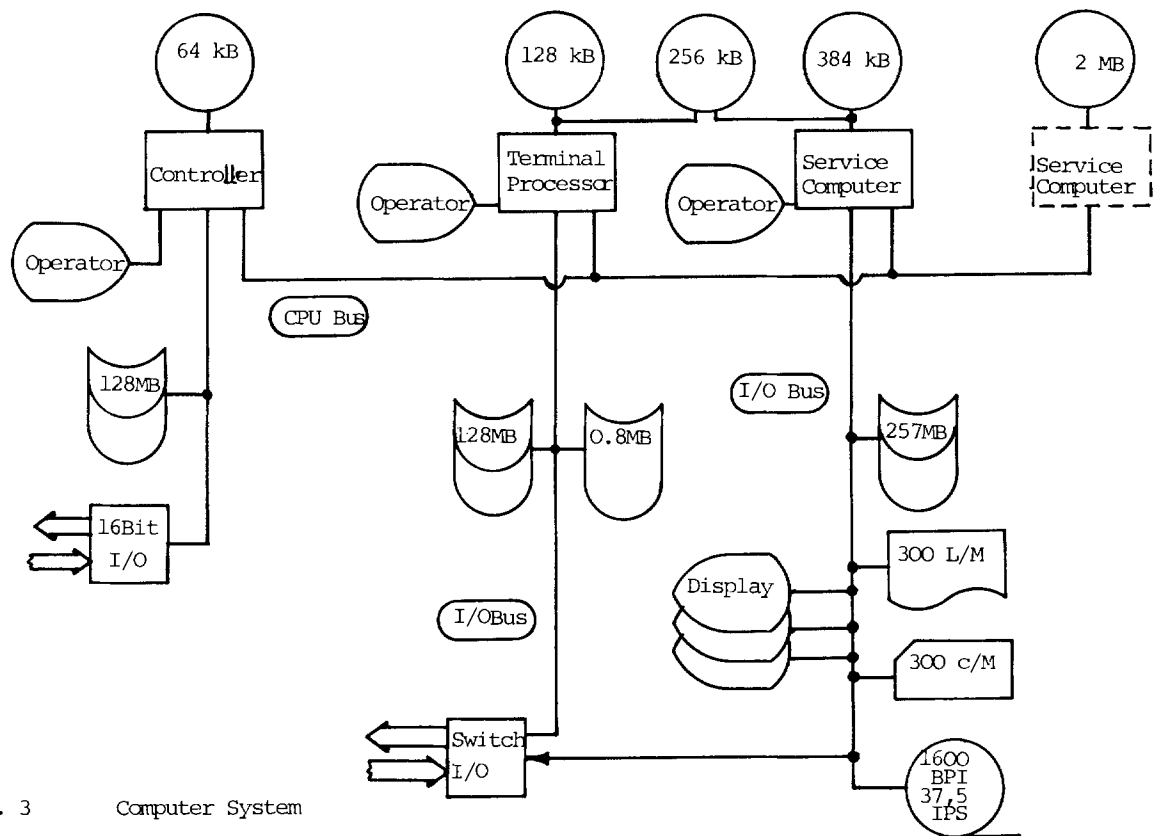 64 kB
128 kB
256 kB
384 kB
2 MB
Controller
Terminal
Processor
Service
Computer
Service
Computer
Operator
Operator
Operator
CPU Bus
128MB
I/O Bus
128MB
0.8MB
257MB
16Bit
I/O
300 L/M
Display
I/OBus
300 c/M
Switch
I/O
1600
BPI
37,5
IPS
. 3 Computer System